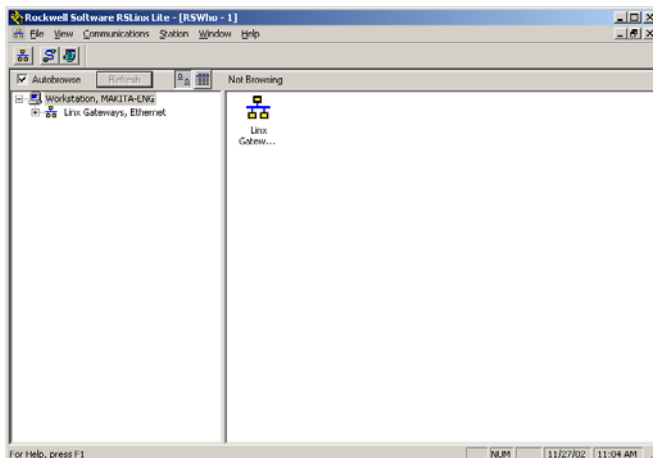 Rockwell Software RSLinx Lite - [RSWho - 1]
File View Communications Station Window Help
Autobrowse Refresh Not Browsing
Workstation, MAKITA-ENG
Linx Gateways, Ethernet
Linx
Gatew...
For Help, press F1 NUM 11/27/02 11:04 AM